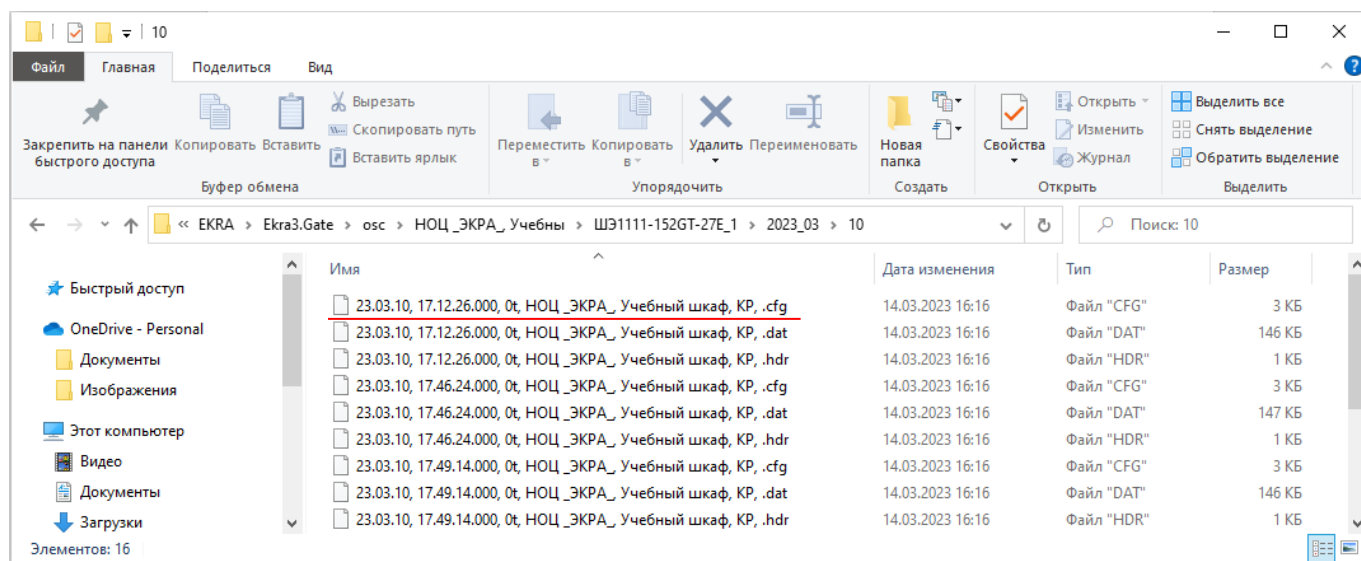 10
Файл Главная Поделиться Вид
Закрепить на панели быстрого доступа
Копировать
Вставить
Вырезать
Скопировать путь
Вставить ярлык
Буфер обмена
Переместить в
Копировать в
Удалить
Переименовать
Упорядочить
Новая папка
Создать
Свойства
Открыть
Изменить
Журнал
Открыть
Выделить все
Снять выделение
Обратить выделение
Выделить
« EKRA > Ekra3.Gate > osc > НОЦ _ЭКРА_, Учебны > ШЭ1111-152GT-27E_1 > 2023_03 > 10
Поиск: 10
Быстрый доступ
OneDrive - Personal
Документы
Изображения
Этот компьютер
Видео
Документы
Загрузки
Имя Дата изменения Тип Размер
23.03.10, 17.12.26.000, 0t, НОЦ _ЭКРА_, Учебный шкаф, КР, .cfg 14.03.2023 16:16 Файл "CFG" 3 КБ
23.03.10, 17.12.26.000, 0t, НОЦ _ЭКРА_, Учебный шкаф, КР, .dat 14.03.2023 16:16 Файл "DAT" 146 КБ
23.03.10, 17.12.26.000, 0t, НОЦ _ЭКРА_, Учебный шкаф, КР, .hdr 14.03.2023 16:16 Файл "HDR" 1 КБ
23.03.10, 17.46.24.000, 0t, НОЦ _ЭКРА_, Учебный шкаф, КР, .cfg 14.03.2023 16:16 Файл "CFG" 3 КБ
23.03.10, 17.46.24.000, 0t, НОЦ _ЭКРА_, Учебный шкаф, КР, .dat 14.03.2023 16:16 Файл "DAT" 147 КБ
23.03.10, 17.46.24.000, 0t, НОЦ _ЭКРА_, Учебный шкаф, КР, .hdr 14.03.2023 16:16 Файл "HDR" 1 КБ
23.03.10, 17.49.14.000, 0t, НОЦ _ЭКРА_, Учебный шкаф, КР, .cfg 14.03.2023 16:16 Файл "CFG" 3 КБ
23.03.10, 17.49.14.000, 0t, НОЦ _ЭКРА_, Учебный шкаф, КР, .dat 14.03.2023 16:16 Файл "DAT" 146 КБ
23.03.10, 17.49.14.000, 0t, НОЦ _ЭКРА_, Учебный шкаф, КР, .hdr 14.03.2023 16:16 Файл "HDR" 1 КБ
Элементов: 16